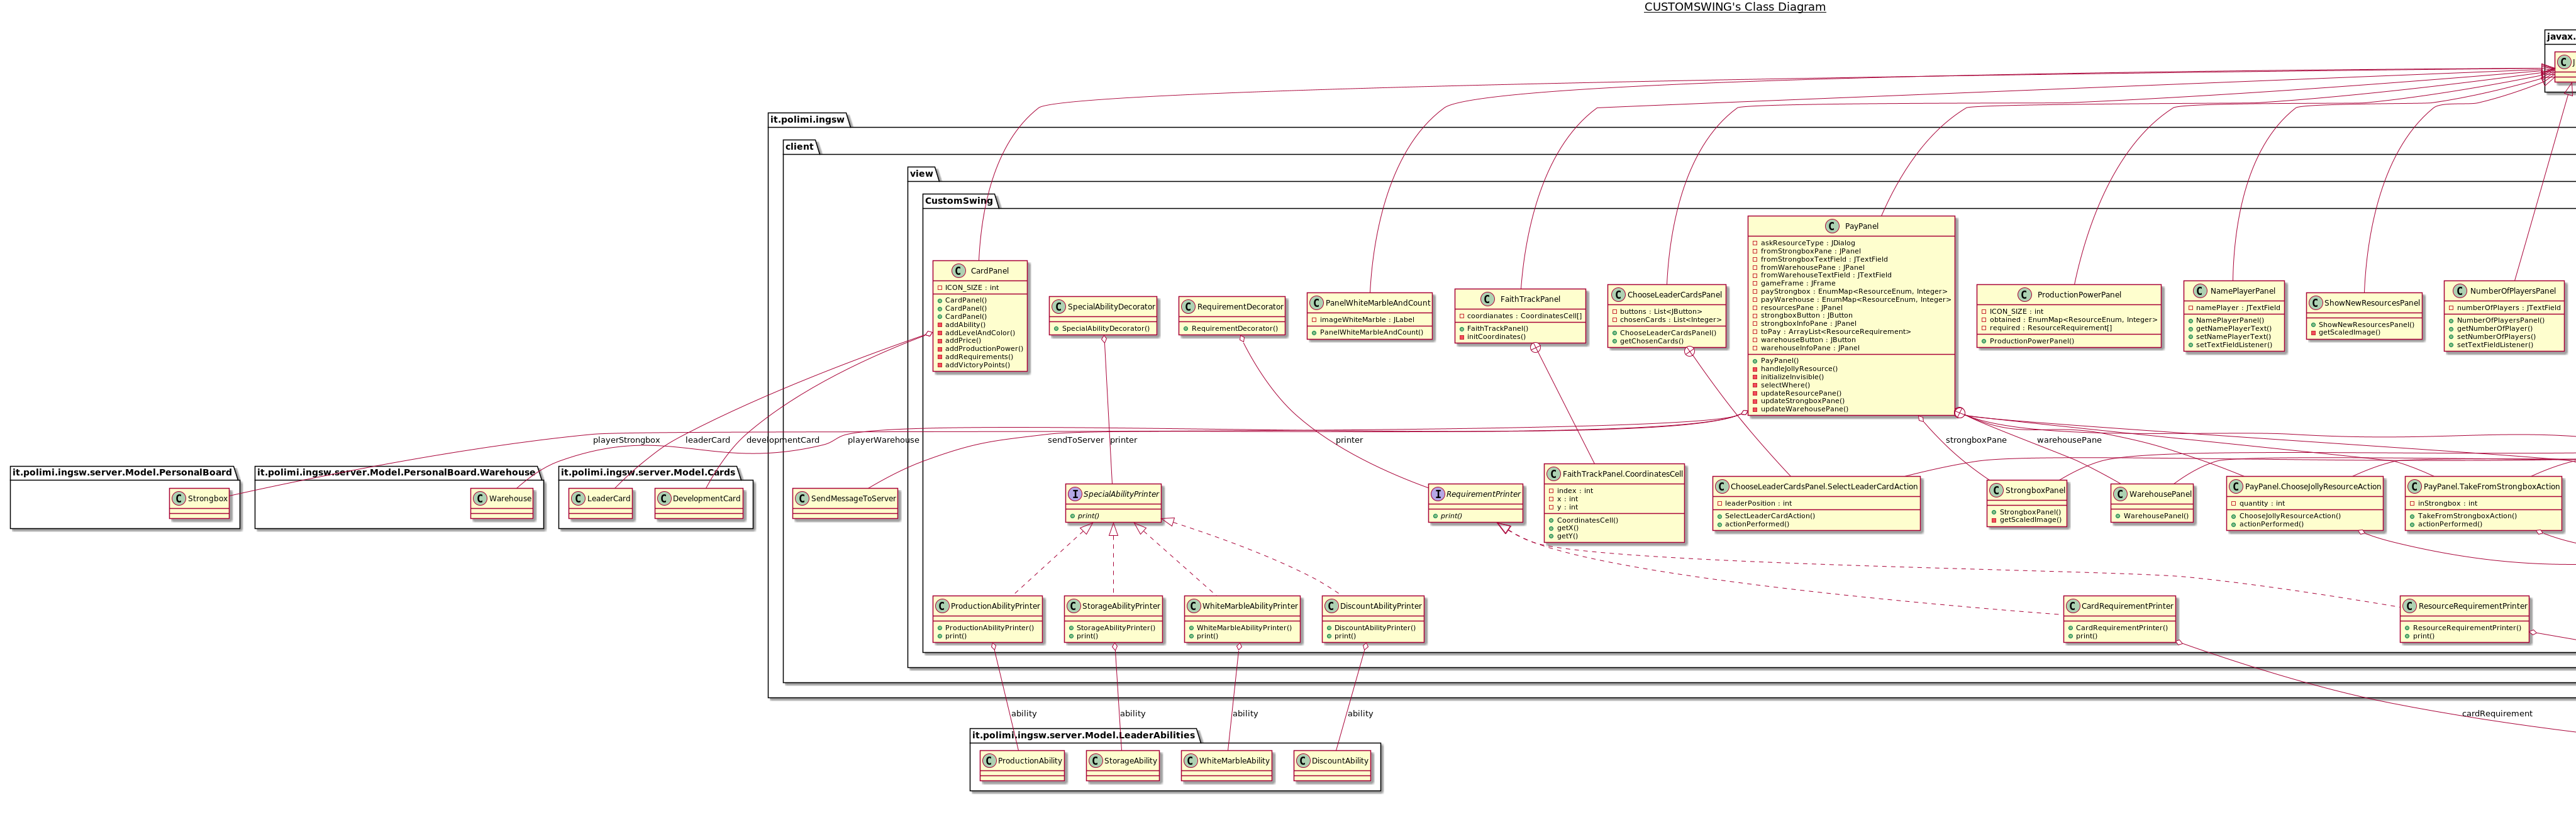 CUSTOMSWING's Class Diagram
javax.
J
it.polimi.ingsw
client
view
CustomSwing
PayPanel
askResourceType : JDialog
fromStrongboxPane : JPanel
fromStrongboxTextField : JTextField
fromWarehousePane : JPanel
fromWarehouseTextField : JTextField
gameFrame : JFrame
payStrongbox : EnumMap<ResourceEnum, Integer>
payWarehouse : EnumMap<ResourceEnum, Integer>
resourcesPane : JPanel
strongboxButton : JButton
strongboxInfoPane : JPanel
toPay : ArrayList<ResourceRequirement>
warehouseButton : JButton
warehouseInfoPane : JPanel
PayPanel()
handleJollyResource()
initializeInvisible()
selectWhere()
updateResourcePane()
updateStrongboxPane()
updateWarehousePane()
CardPanel
ICON_SIZE : int
CardPanel()
CardPanel()
CardPanel()
addAbility()
addLevelAndColor()
addPrice()
addProductionPower()
addRequirements()
addVictoryPoints()
SpecialAbilityDecorator
SpecialAbilityDecorator()
RequirementDecorator
RequirementDecorator()
PanelWhiteMarbleAndCount
imageWhiteMarble : JLabel
PanelWhiteMarbleAndCount()
FaithTrackPanel
coordinates : CoordinatesCell[]
FaithTrackPanel()
initCoordinates()
ChooseLeaderCardsPanel
buttons : List<JButton>
chosenCards : List<Integer>
ChooseLeaderCardsPanel()
getChosenCards()
ProductionPowerPanel
ICON_SIZE : int
obtained : EnumMap<ResourceEnum, Integer>
required : ResourceRequirement[]
ProductionPowerPanel()
NamePlayerPanel
namePlayer : JTextField
NamePlayerPanel()
getNamePlayerText()
setNamePlayerText()
setTextFieldListener()
ShowNewResourcesPanel
ShowNewResourcesPanel()
getScaledImage()
NumberOfPlayersPanel
numberOfPlayers : JTextField
NumberOfPlayersPanel()
getNumberOfPlayer()
setNumberOfPlayers()
setTextFieldListener()
playerStrongbox
leaderCard
developmentCard
playerWarehouse
sendToServer
printer
printer
strongboxPane
warehousePane
it.polimi.ingsw.server.Model.PersonalBoard
Strongbox
it.polimi.ingsw.server.Model.PersonalBoard.Warehouse
Warehouse
it.polimi.ingsw.server.Model.Cards
LeaderCard
DevelopmentCard
SendMessageToServer
SpecialAbilityPrinter
print()
RequirementPrinter
print()
FaithTrackPanel.CoordinatesCell
index : int
x : int
y : int
CoordinatesCell()
getX()
getY()
ChooseLeaderCardsPanel.SelectLeaderCardAction
leaderPosition : int
SelectLeaderCardAction()
actionPerformed()
StrongboxPanel
StrongboxPanel()
getScaledImage()
WarehousePanel
WarehousePanel()
PayPanel.ChooseJollyResourceAction
quantity : int
ChooseJollyResourceAction()
actionPerformed()
PayPanel.TakeFromStrongboxAction
inStrongbox : int
TakeFromStrongboxAction()
actionPerformed()
ProductionAbilityPrinter
ProductionAbilityPrinter()
print()
StorageAbilityPrinter
StorageAbilityPrinter()
print()
WhiteMarbleAbilityPrinter
WhiteMarbleAbilityPrinter()
print()
DiscountAbilityPrinter
DiscountAbilityPrinter()
print()
CardRequirementPrinter
CardRequirementPrinter()
print()
ResourceRequirementPrinter
ResourceRequirementPrinter()
print()
ability
ability
ability
ability
cardRequirement
it.polimi.ingsw.server.Model.LeaderAbilities
ProductionAbility
StorageAbility
WhiteMarbleAbility
DiscountAbility